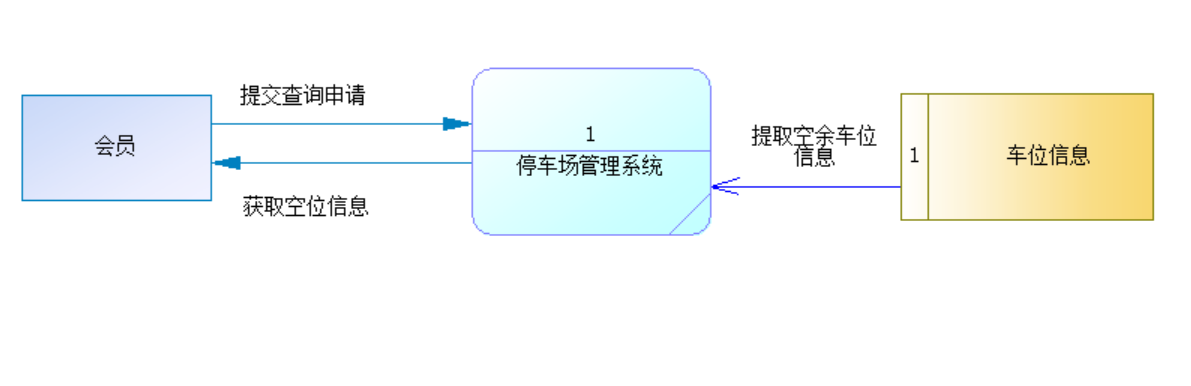 提交查询申请
会员
获取空位信息
1
停车场管理系统
提取空余车位
信息
1
车位信息